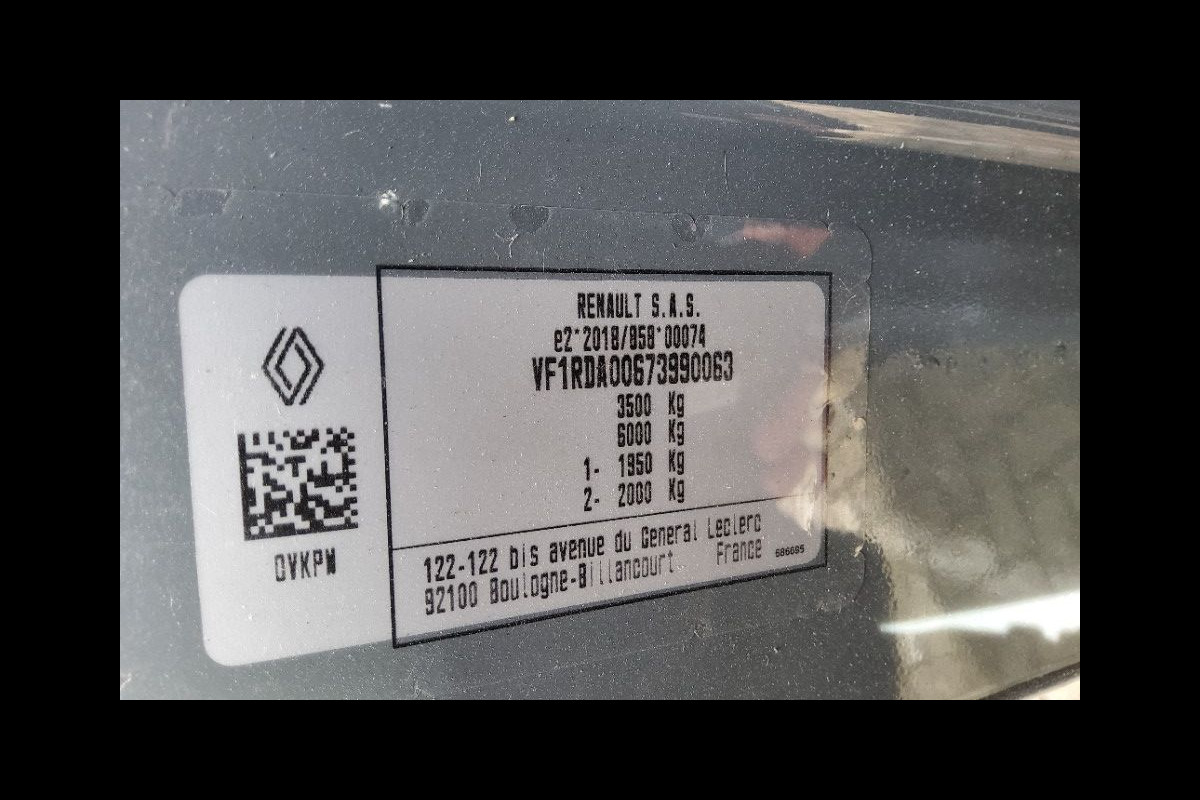 RENAULT S.A.S.
e2*2018/858*00074
VF1RDA00673990063
3500 Kg
6000 Kg
1- 1950 Kg
2- 2000 Kg
122-122 bis avenue du General Leclerc
92100 Boulogne-Billancourt France
686695
OVKPW